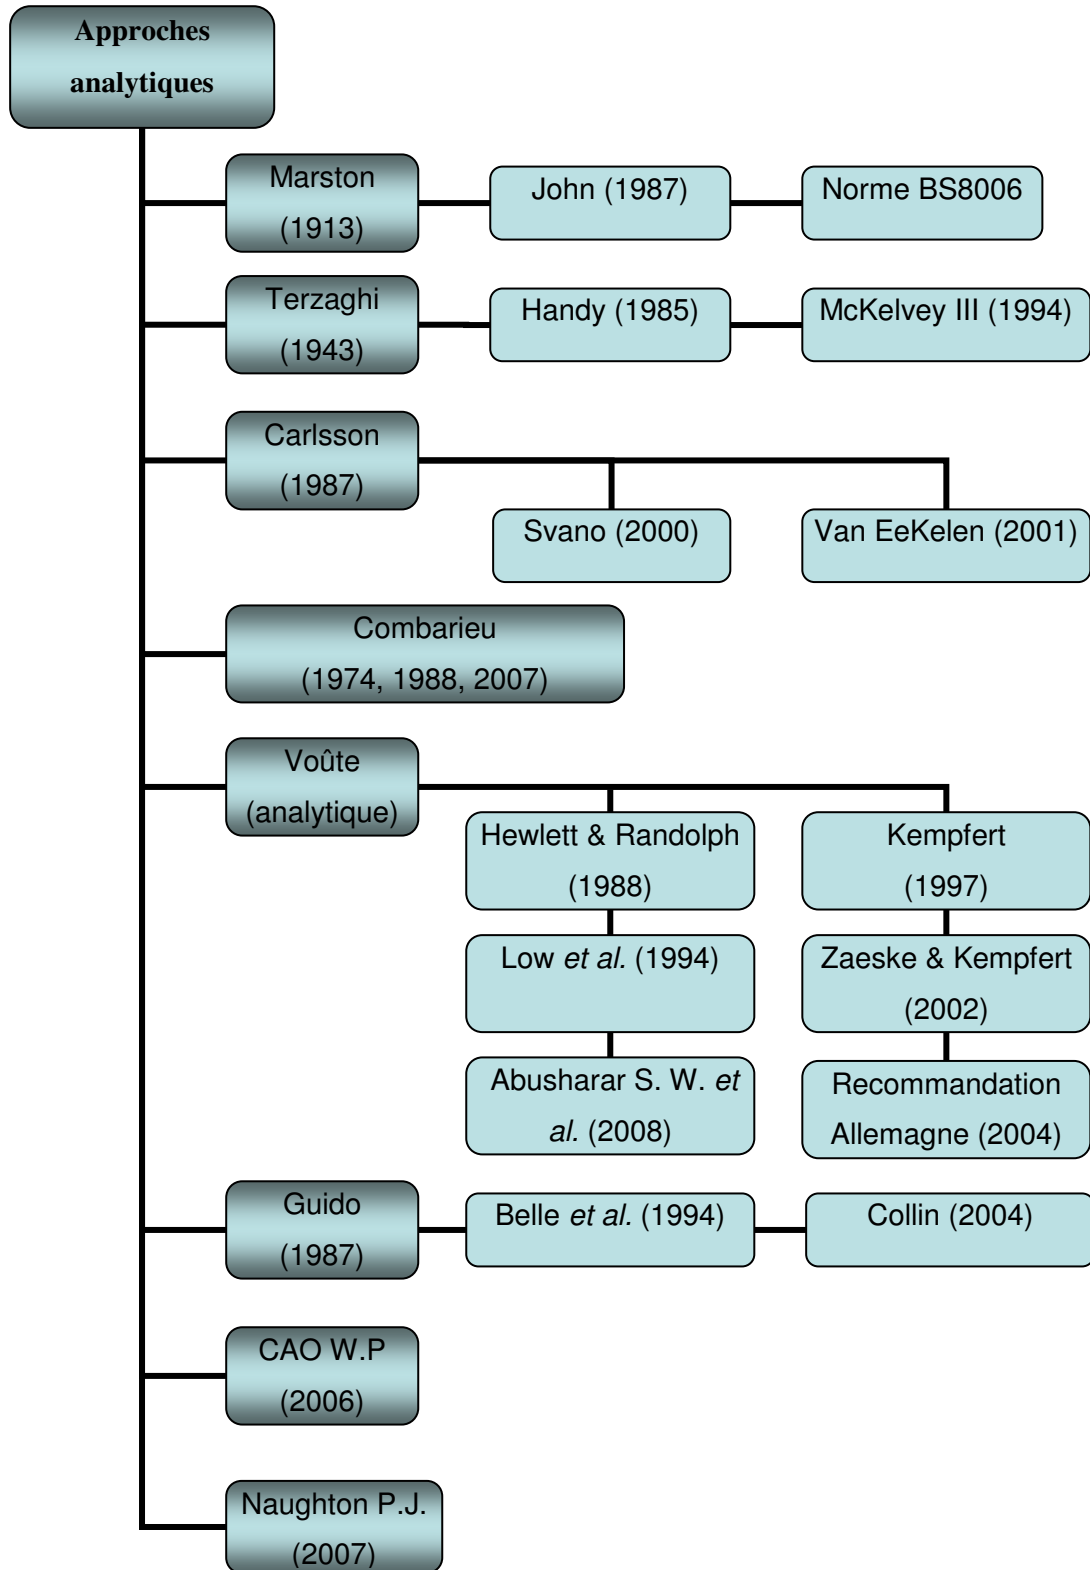 Approches
analytiques
Marston
(1913)
John (1987)
Norme BS8006
Terzaghi
(1943)
Handy (1985)
McKelvey III (1994)
Carlsson
(1987)
Svano (2000)
Van EeKelen (2001)
Combarieu
(1974, 1988, 2007)
Voûte
(analytique)
Hewlett & Randolph
(1988)
Kempfert
(1997)
Low et al. (1994)
Zaeske & Kempfert
(2002)
Abusharar S. W. et
al. (2008)
Recommandation
Allemagne (2004)
Guido
(1987)
Belle et al. (1994)
Collin (2004)
CAO W.P
(2006)
Naughton P.J.
(2007)